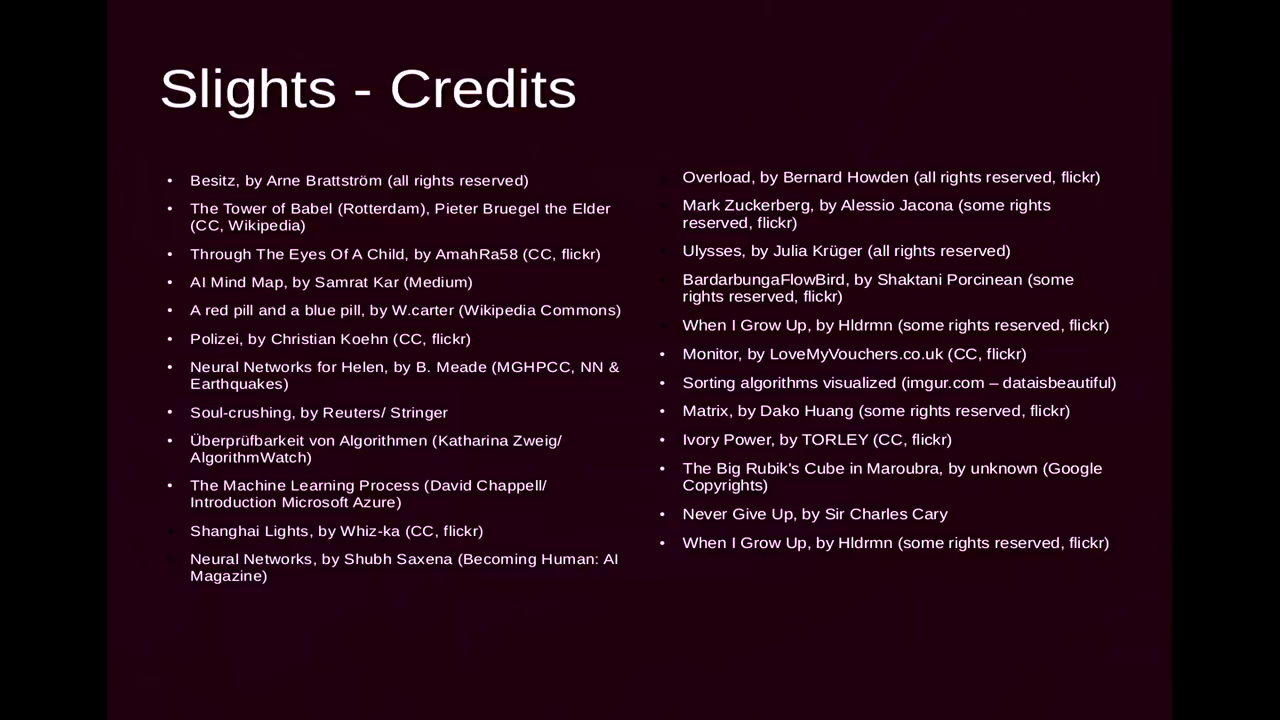 Slights - Credits
• Besitz, by Arne Brattström (all rights reserved)
• The Tower of Babel (Rotterdam), Pieter Bruegel the Elder
(CC, Wikipedia)
• Through The Eyes Of A Child, by AmahRa58 (CC, flickr)
• AI Mind Map, by Samrat Kar (Medium)
• A red pill and a blue pill, by W.carter (Wikipedia Commons)
• Polizei, by Christian Koehn (CC, flickr)
• Neural Networks for Helen, by B. Meade (MGHPCC, NN &
Earthquakes)
• Soul-crushing, by Reuters/ Stringer
• Überprüfbarkeit von Algorithmen (Katharina Zweig/
AlgorithmWatch)
• The Machine Learning Process (David Chappell/
Introduction Microsoft Azure)
Shanghai Lights, by Whiz-ka (CC, flickr)
Neural Networks, by Shubh Saxena (Becoming Human: AI
Magazine)
Overload, by Bernard Howden (all rights reserved, flickr)
Mark Zuckerberg, by Alessio Jacona (some rights
reserved, flickr)
Ulysses, by Julia Krüger (all rights reserved)
BardarbungaFlowBird, by Shaktani Porcinean (some
rights reserved, flickr)
When I Grow Up, by Hldrmn (some rights reserved, flickr)
• Monitor, by LoveMyVouchers.co.uk (CC, flickr)
• Sorting algorithms visualized (imgur.com – dataisbeautiful)
• Matrix, by Dako Huang (some rights reserved, flickr)
• Ivory Power, by TORLEY (CC, flickr)
• The Big Rubik's Cube in Maroubra, by unknown (Google
Copyrights)
• Never Give Up, by Sir Charles Cary
• When I Grow Up, by Hldrmn (some rights reserved, flickr)